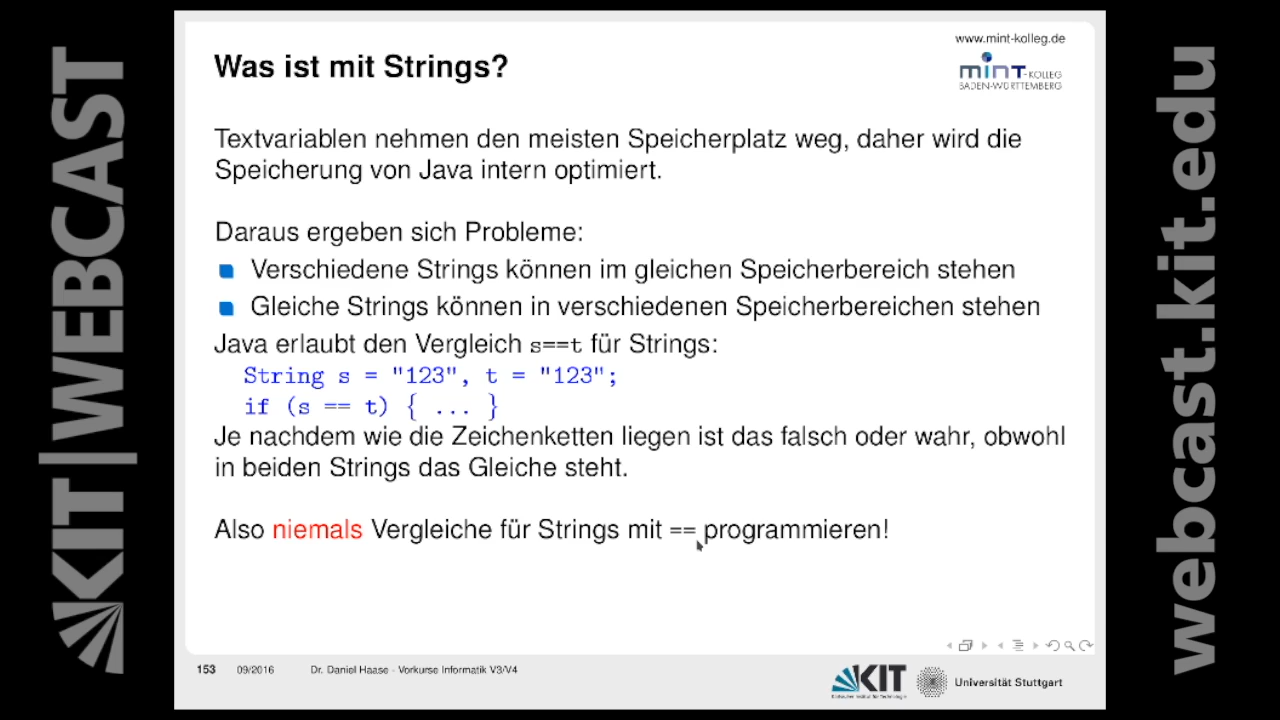 KIT | WEBCAST
Was ist mit Strings?
www.mint-kolleg.de
MINT-KOLLEG
BADEN-WÜRTTEMBERG
Textvariablen nehmen den meisten Speicherplatz weg, daher wird die
Speicherung von Java intern optimiert.
Daraus ergeben sich Probleme:
Verschiedene Strings können im gleichen Speicherbereich stehen
Gleiche Strings können in verschiedenen Speicherbereichen stehen
Java erlaubt den Vergleich s==t für Strings:
String s = "123", t = "123";
if (s == t) { ... }
Je nachdem wie die Zeichenketten liegen ist das falsch oder wahr, obwohl
in beiden Strings das Gleiche steht.
Also niemals Vergleiche für Strings mit == programmieren!
153 09/2016 Dr. Daniel Haase - Vorkurse Informatik V3/V4
KIT
Karlsruher Institut für Technologie
Universität Stuttgart
webcast.kit.edu